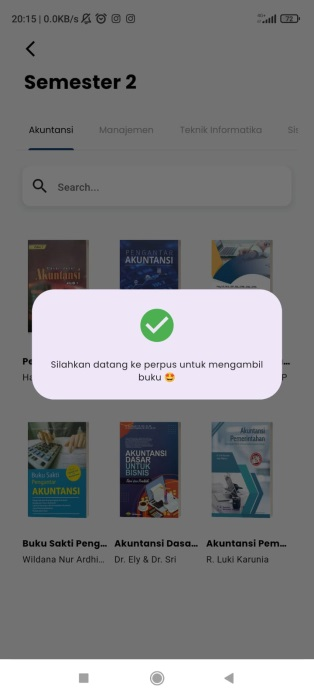 20:15 | 0.0KB/s
72
Semester 2
Akuntansi Manajemen Teknik Informatika Sis
Search...
Akuntansi
PENGANTAR
AKUNTANSI
Silahkan datang ke perpus untuk mengambil
buku 🤩
Buku Sakti
Pengantar
AKUNTANSI
AKUNTANSI
DASAR
UNTUK
BISNIS
Akuntansi
Pemerintahan
Buku Sakti Peng... Akuntansi Dasa... Akuntansi Pem...
Wildana Nur Ardhi... Dr. Ely & Dr. Sri R. Luki Karunia